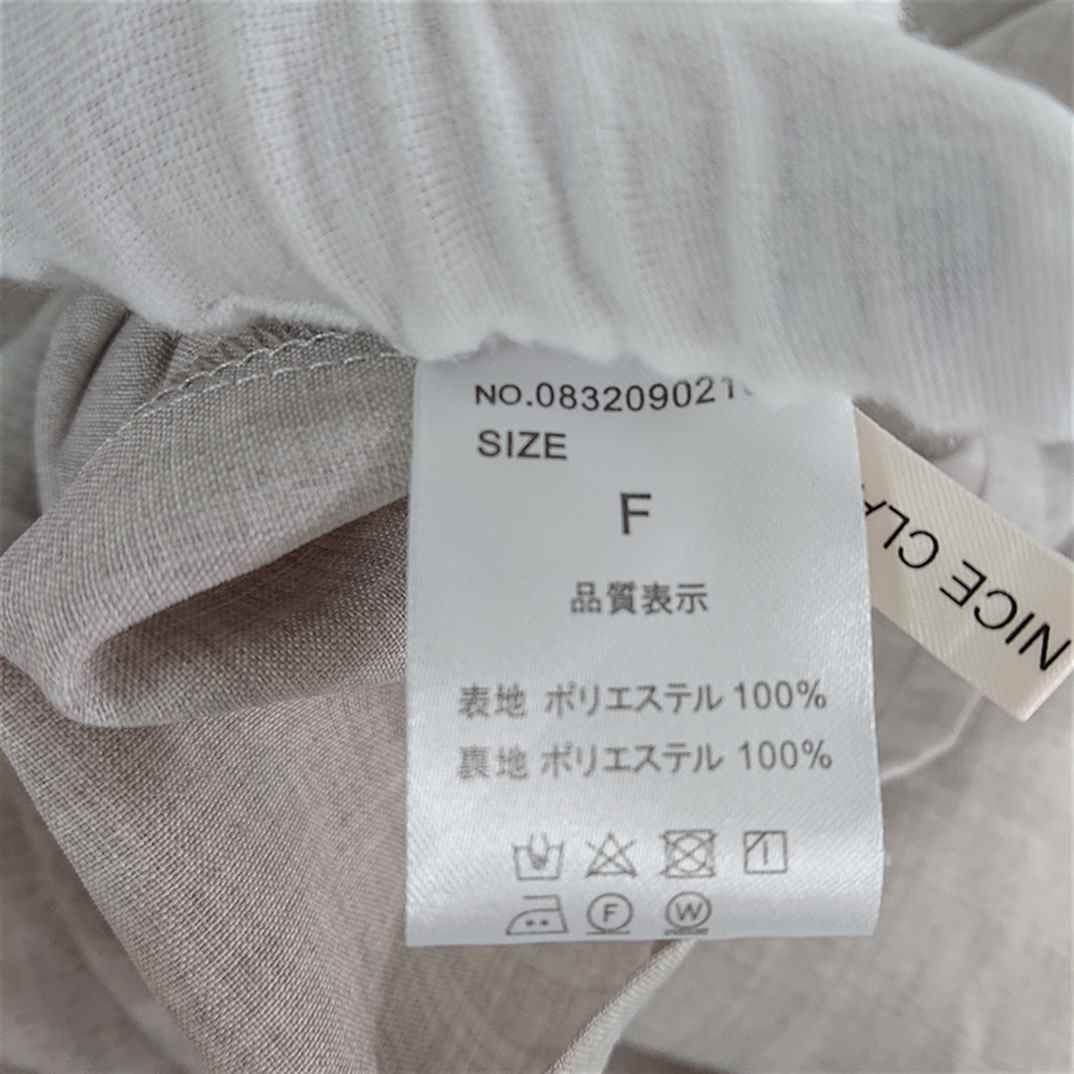 NO.083209021
SIZE
F
品質表示
表地 ポリエステル 100%
裏地 ポリエステル 100%
F W
NICE CLA